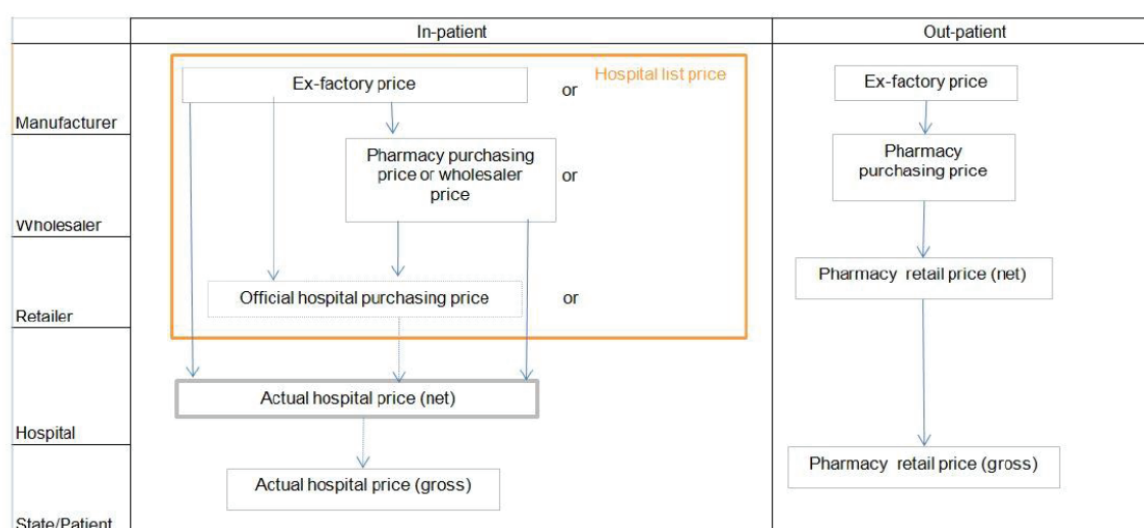 In-patient
Out-patient
Hospital list price
Ex-factory price
or
Ex-factory price
Manufacturer
Pharmacy purchasing
price or wholesaler
price
or
Pharmacy
purchasing price
Wholesaler
Official hospital purchasing price
or
Pharmacy retail price (net)
Retailer
Actual hospital price (net)
Hospital
Actual hospital price (gross)
Pharmacy retail price (gross)
State/Patient